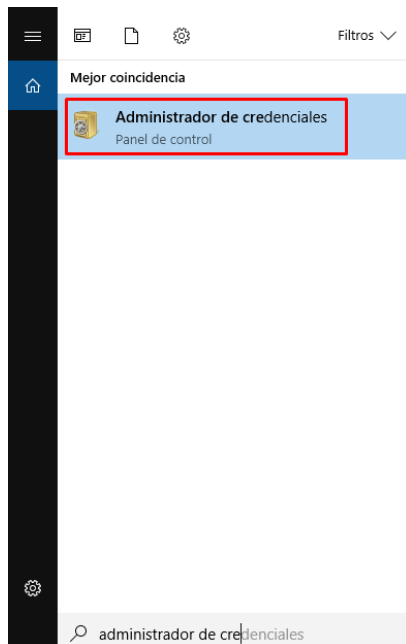 Filtros
Mejor coincidencia
Administrador de credenciales
Panel de control
administrador de credenciales